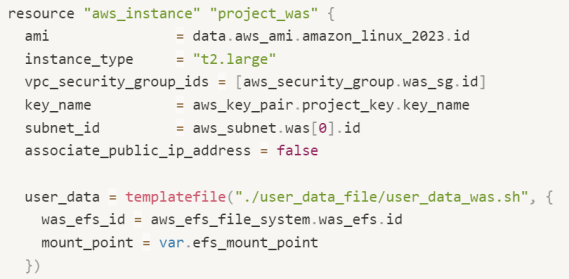 resource "aws_instance" "project_was" {
  ami                    = data.aws_ami.amazon_linux_2023.id
  instance_type          = "t2.large"
  vpc_security_group_ids = [aws_security_group.was_sg.id]
  key_name               = aws_key_pair.project_key.key_name
  subnet_id              = aws_subnet.was[0].id
  associate_public_ip_address = false

  user_data = templatefile("./user_data_file/user_data_was.sh", {
    was_efs_id = aws_efs_file_system.was_efs.id
    mount_point = var.efs_mount_point
  })